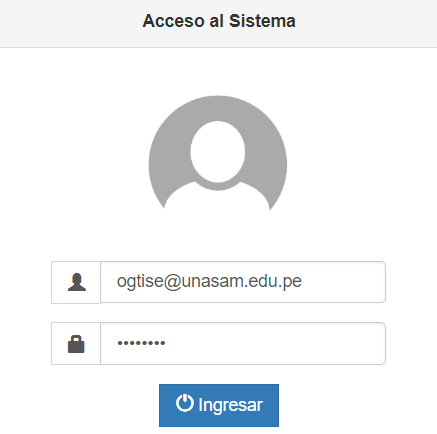 Acceso al Sistema
ogtise@unasam.edu.pe
••••••••
Ingresar